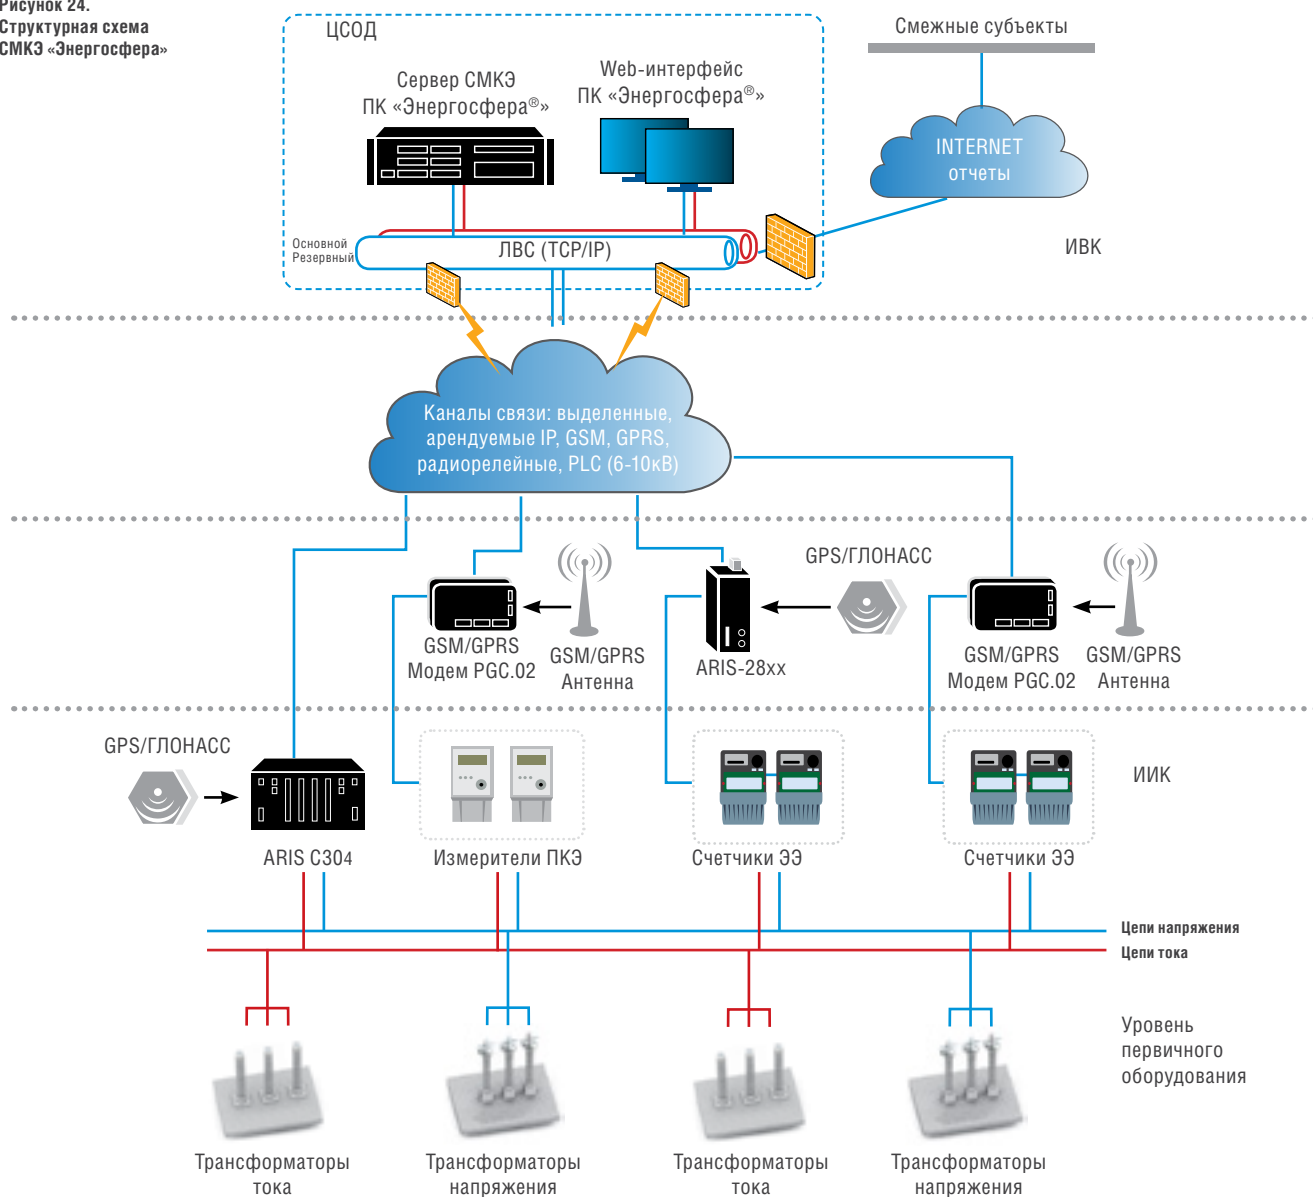 Рисунок 24.
Структурная схема
СМКЭ «Энергосфера»
ЦСОД
Смежные субъекты
Сервер СМКЭ
ПК «Энергосфера®»
Web-интерфейс
ПК «Энергосфера®»
INTERNET
отчеты
Основной
Резервный
ЛВС (TCP/IP)
ИВК
Каналы связи: выделенные,
арендуемые IP, GSM, GPRS,
радиорелейные, PLC (6-10кВ)
GPS/ГЛОНАСС
GSM/GPRS
Модем PGC.02
GSM/GPRS
Антенна
ARIS-28xx
GSM/GPRS
Модем PGC.02
GSM/GPRS
Антенна
GPS/ГЛОНАСС
ИИК
ARIS C304
Измерители ПКЭ
Счетчики ЭЭ
Счетчики ЭЭ
Цепи напряжения
Цепи тока
Уровень
первичного
оборудования
Трансформаторы
тока
Трансформаторы
напряжения
Трансформаторы
тока
Трансформаторы
напряжения